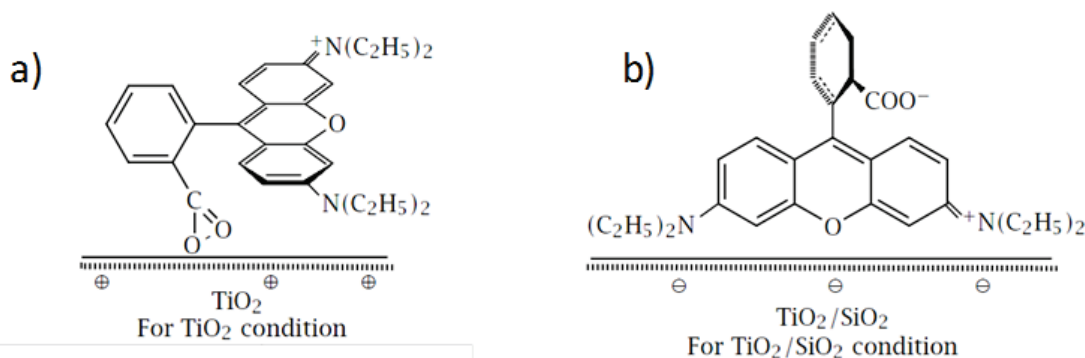 a)
+N(C2H5)2
O
N(C2H5)2
C
O
O-
⊕ ⊕ ⊕
TiO2
For TiO2 condition
b)
COO−
(C2H5)2N
O
+N(C2H5)2
⊖ ⊖ ⊖
TiO2/SiO2
For TiO2/SiO2 condition